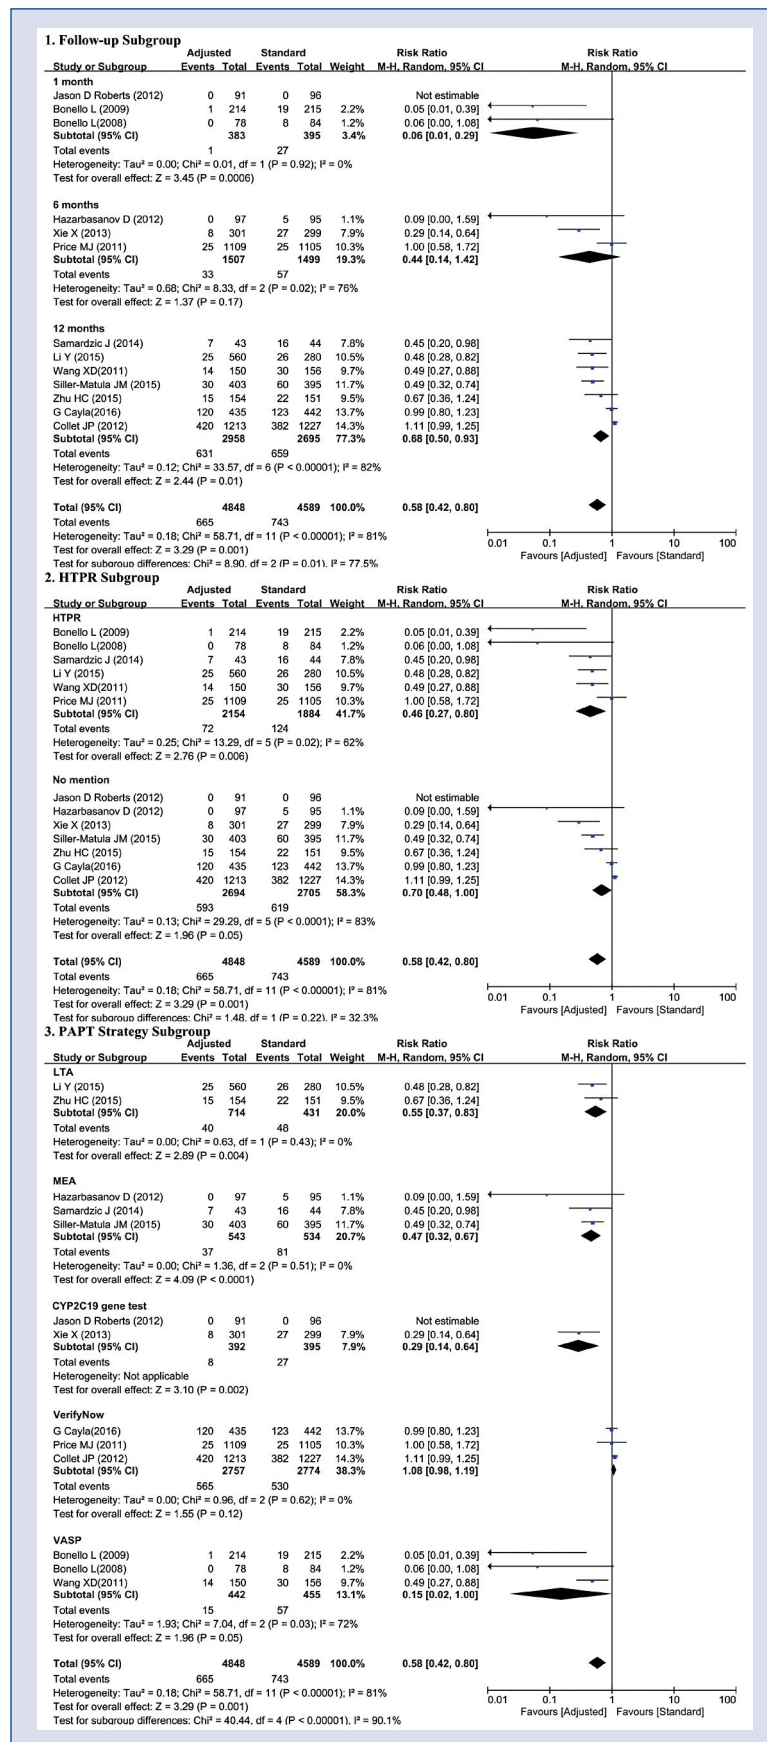 1. Follow-up Subgroup
Adjusted Standard Risk Ratio Risk Ratio
Study or Subgroup Events Total Events Total Weight M-H, Random, 95% CI M-H, Random, 95% CI
1 month
Jason D Roberts (2012) 0 91 0 96 Not estimable
Bonello L (2009) 1 214 19 215 2.2% 0.05 [0.01, 0.39]
Bonello L(2008) 0 78 8 84 1.2% 0.06 [0.00, 1.08]
Subtotal (95% CI) 383 395 3.4% 0.06 [0.01, 0.29]
Total events 1 27
Heterogeneity: Tau² = 0.00; Chi² = 0.01, df = 1 (P = 0.92); I² = 0%
Test for overall effect: Z = 3.45 (P = 0.0006)
6 months
Hazarbasanov D (2012) 0 97 5 95 1.1% 0.09 [0.00, 1.59]
Xie X (2013) 8 301 27 299 7.9% 0.29 [0.14, 0.64]
Price MJ (2011) 25 1109 25 1105 10.3% 1.00 [0.58, 1.72]
Subtotal (95% CI) 1507 1499 19.3% 0.44 [0.14, 1.42]
Total events 33 57
Heterogeneity: Tau² = 0.68; Chi² = 8.33, df = 2 (P = 0.02); I² = 76%
Test for overall effect: Z = 1.37 (P = 0.17)
12 months
Samardzic J (2014) 7 43 16 44 7.8% 0.45 [0.20, 0.98]
Li Y (2015) 25 560 26 280 10.5% 0.48 [0.28, 0.82]
Wang XD(2011) 14 150 30 156 9.7% 0.49 [0.27, 0.88]
Siller-Matula JM (2015) 30 403 60 395 11.7% 0.49 [0.32, 0.74]
Zhu HC (2015) 15 154 22 151 9.5% 0.67 [0.36, 1.24]
G Cayla(2016) 120 435 123 442 13.7% 0.99 [0.80, 1.23]
Collet JP (2012) 420 1213 382 1227 14.3% 1.11 [0.99, 1.25]
Subtotal (95% CI) 2958 2695 77.3% 0.68 [0.50, 0.93]
Total events 631 659
Heterogeneity: Tau² = 0.12; Chi² = 33.57, df = 6 (P < 0.00001); I² = 82%
Test for overall effect: Z = 2.44 (P = 0.01)
Total (95% CI) 4848 4589 100.0% 0.58 [0.42, 0.80]
Total events 665 743
Heterogeneity: Tau² = 0.18; Chi² = 58.71, df = 11 (P < 0.00001); I² = 81%
Test for overall effect: Z = 3.29 (P = 0.001)
Test for subgroup differences: Chi² = 8.90, df = 2 (P = 0.01), I² = 77.5%
0.01 0.1 1 10 100
Favours [Adjusted] Favours [Standard]
2. HTPR Subgroup
Adjusted Standard Risk Ratio Risk Ratio
Study or Subgroup Events Total Events Total Weight M-H, Random, 95% CI M-H, Random, 95% CI
HTPR
Bonello L (2009) 1 214 19 215 2.2% 0.05 [0.01, 0.39]
Bonello L(2008) 0 78 8 84 1.2% 0.06 [0.00, 1.08]
Samardzic J (2014) 7 43 16 44 7.8% 0.45 [0.20, 0.98]
Li Y (2015) 25 560 26 280 10.5% 0.48 [0.28, 0.82]
Wang XD(2011) 14 150 30 156 9.7% 0.49 [0.27, 0.88]
Price MJ (2011) 25 1109 25 1105 10.3% 1.00 [0.58, 1.72]
Subtotal (95% CI) 2154 1884 41.7% 0.46 [0.27, 0.80]
Total events 72 124
Heterogeneity: Tau² = 0.25; Chi² = 13.29, df = 5 (P = 0.02); I² = 62%
Test for overall effect: Z = 2.76 (P = 0.006)
No mention
Jason D Roberts (2012) 0 91 0 96 Not estimable
Hazarbasanov D (2012) 0 97 5 95 1.1% 0.09 [0.00, 1.59]
Xie X (2013) 8 301 27 299 7.9% 0.29 [0.14, 0.64]
Siller-Matula JM (2015) 30 403 60 395 11.7% 0.49 [0.32, 0.74]
Zhu HC (2015) 15 154 22 151 9.5% 0.67 [0.36, 1.24]
G Cayla(2016) 120 435 123 442 13.7% 0.99 [0.80, 1.23]
Collet JP (2012) 420 1213 382 1227 14.3% 1.11 [0.99, 1.25]
Subtotal (95% CI) 2694 2705 58.3% 0.70 [0.48, 1.00]
Total events 593 619
Heterogeneity: Tau² = 0.13; Chi² = 29.29, df = 5 (P < 0.0001); I² = 83%
Test for overall effect: Z = 1.96 (P = 0.05)
Total (95% CI) 4848 4589 100.0% 0.58 [0.42, 0.80]
Total events 665 743
Heterogeneity: Tau² = 0.18; Chi² = 58.71, df = 11 (P < 0.00001); I² = 81%
Test for overall effect: Z = 3.29 (P = 0.001)
Test for subgroup differences: Chi² = 1.48, df = 1 (P = 0.22), I² = 32.3%
0.01 0.1 1 10 100
Favours [Adjusted] Favours [Standard]
3. PAPT Strategy Subgroup
Adjusted Standard Risk Ratio Risk Ratio
Study or Subgroup Events Total Events Total Weight M-H, Random, 95% CI M-H, Random, 95% CI
LTA
Li Y (2015) 25 560 26 280 10.5% 0.48 [0.28, 0.82]
Zhu HC (2015) 15 154 22 151 9.5% 0.67 [0.36, 1.24]
Subtotal (95% CI) 714 431 20.0% 0.55 [0.37, 0.83]
Total events 40 48
Heterogeneity: Tau² = 0.00; Chi² = 0.63, df = 1 (P = 0.43); I² = 0%
Test for overall effect: Z = 2.89 (P = 0.004)
MEA
Hazarbasanov D (2012) 0 97 5 95 1.1% 0.09 [0.00, 1.59]
Samardzic J (2014) 7 43 16 44 7.8% 0.45 [0.20, 0.98]
Siller-Matula JM (2015) 30 403 60 395 11.7% 0.49 [0.32, 0.74]
Subtotal (95% CI) 543 534 20.7% 0.47 [0.32, 0.67]
Total events 37 81
Heterogeneity: Tau² = 0.00; Chi² = 1.36, df = 2 (P = 0.51); I² = 0%
Test for overall effect: Z = 4.09 (P < 0.0001)
CYP2C19 gene test
Jason D Roberts (2012) 0 91 0 96 Not estimable
Xie X (2013) 8 301 27 299 7.9% 0.29 [0.14, 0.64]
Subtotal (95% CI) 392 395 7.9% 0.29 [0.14, 0.64]
Total events 8 27
Heterogeneity: Not applicable
Test for overall effect: Z = 3.10 (P = 0.002)
VerifyNow
G Cayla(2016) 120 435 123 442 13.7% 0.99 [0.80, 1.23]
Price MJ (2011) 25 1109 25 1105 10.3% 1.00 [0.58, 1.72]
Collet JP (2012) 420 1213 382 1227 14.3% 1.11 [0.99, 1.25]
Subtotal (95% CI) 2757 2774 38.3% 1.08 [0.98, 1.19]
Total events 565 530
Heterogeneity: Tau² = 0.00; Chi² = 0.96, df = 2 (P = 0.62); I² = 0%
Test for overall effect: Z = 1.55 (P = 0.12)
VASP
Bonello L (2009) 1 214 19 215 2.2% 0.05 [0.01, 0.39]
Bonello L(2008) 0 78 8 84 1.2% 0.06 [0.00, 1.08]
Wang XD(2011) 14 150 30 156 9.7% 0.49 [0.27, 0.88]
Subtotal (95% CI) 442 455 13.1% 0.15 [0.02, 1.00]
Total events 15 57
Heterogeneity: Tau² = 1.93; Chi² = 7.04, df = 2 (P = 0.03); I² = 72%
Test for overall effect: Z = 1.96 (P = 0.05)
Total (95% CI) 4848 4589 100.0% 0.58 [0.42, 0.80]
Total events 665 743
Heterogeneity: Tau² = 0.18; Chi² = 58.71, df = 11 (P < 0.00001); I² = 81%
Test for overall effect: Z = 3.29 (P = 0.001)
Test for subgroup differences: Chi² = 40.44, df = 4 (P < 0.00001), I² = 90.1%
0.01 0.1 1 10 100
Favours [Adjusted] Favours [Standard]